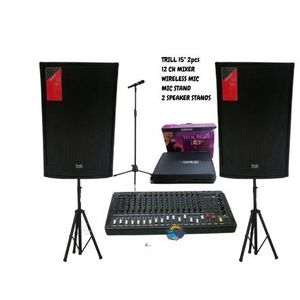 TRILL 15" 2pcs
12 CH MIXER
WIRELESS MIC
MIC STAND
2 SPEAKER STANDS